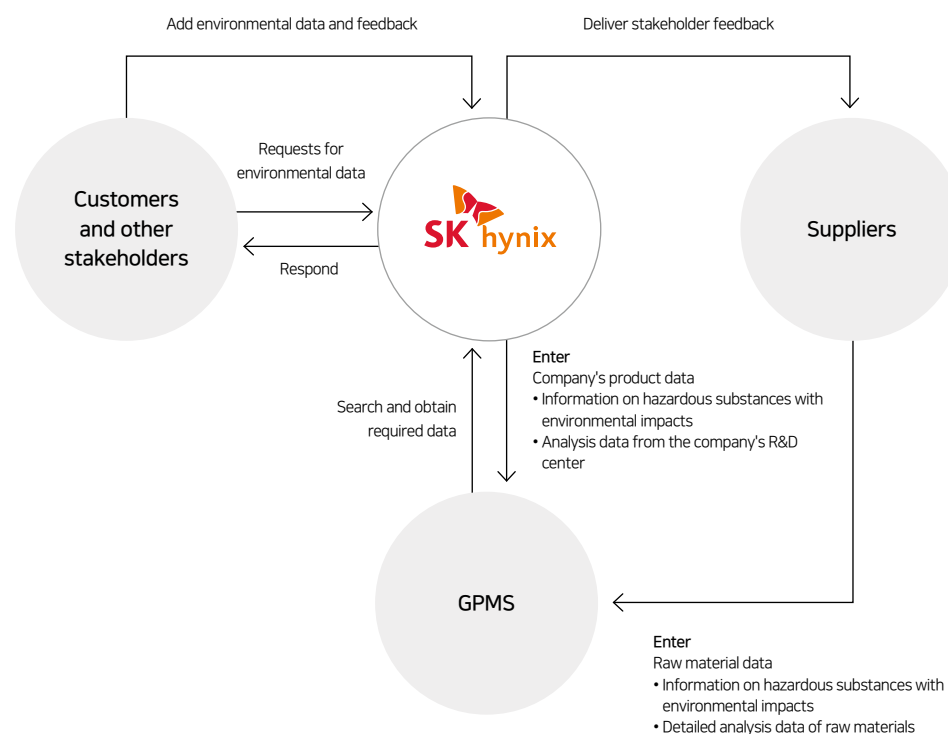 Add environmental data and feedback
Deliver stakeholder feedback
Requests for
environmental data
Customers
and other
stakeholders
SK hynix
Suppliers
Respond
Search and obtain
required data
Enter
Company's product data
• Information on hazardous substances with
environmental impacts
• Analysis data from the company's R&D
center
GPMS
Enter
Raw material data
• Information on hazardous substances with
environmental impacts
• Detailed analysis data of raw materials